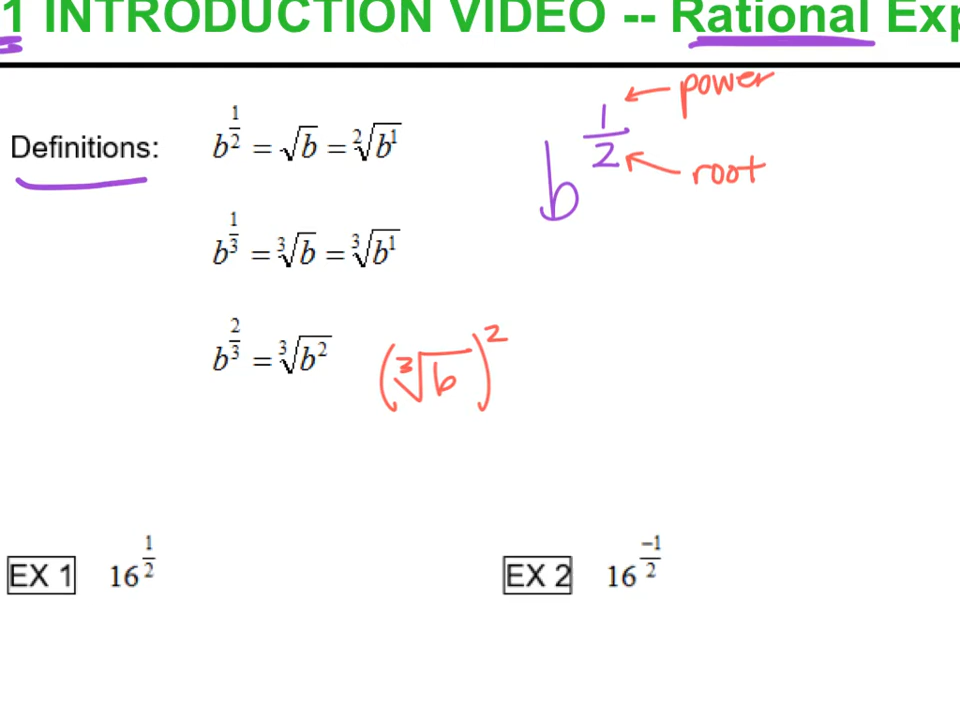 1 INTRODUCTION VIDEO -- Rational Exp
Definitions: b^{1/2} = √b = ²√b¹
b^{1/2} ← power
← root
b^{1/3} = ³√b = ³√b¹
b^{2/3} = ³√b² (³√b)²
EX 1 16^{1/2}
EX 2 16^{-1/2}